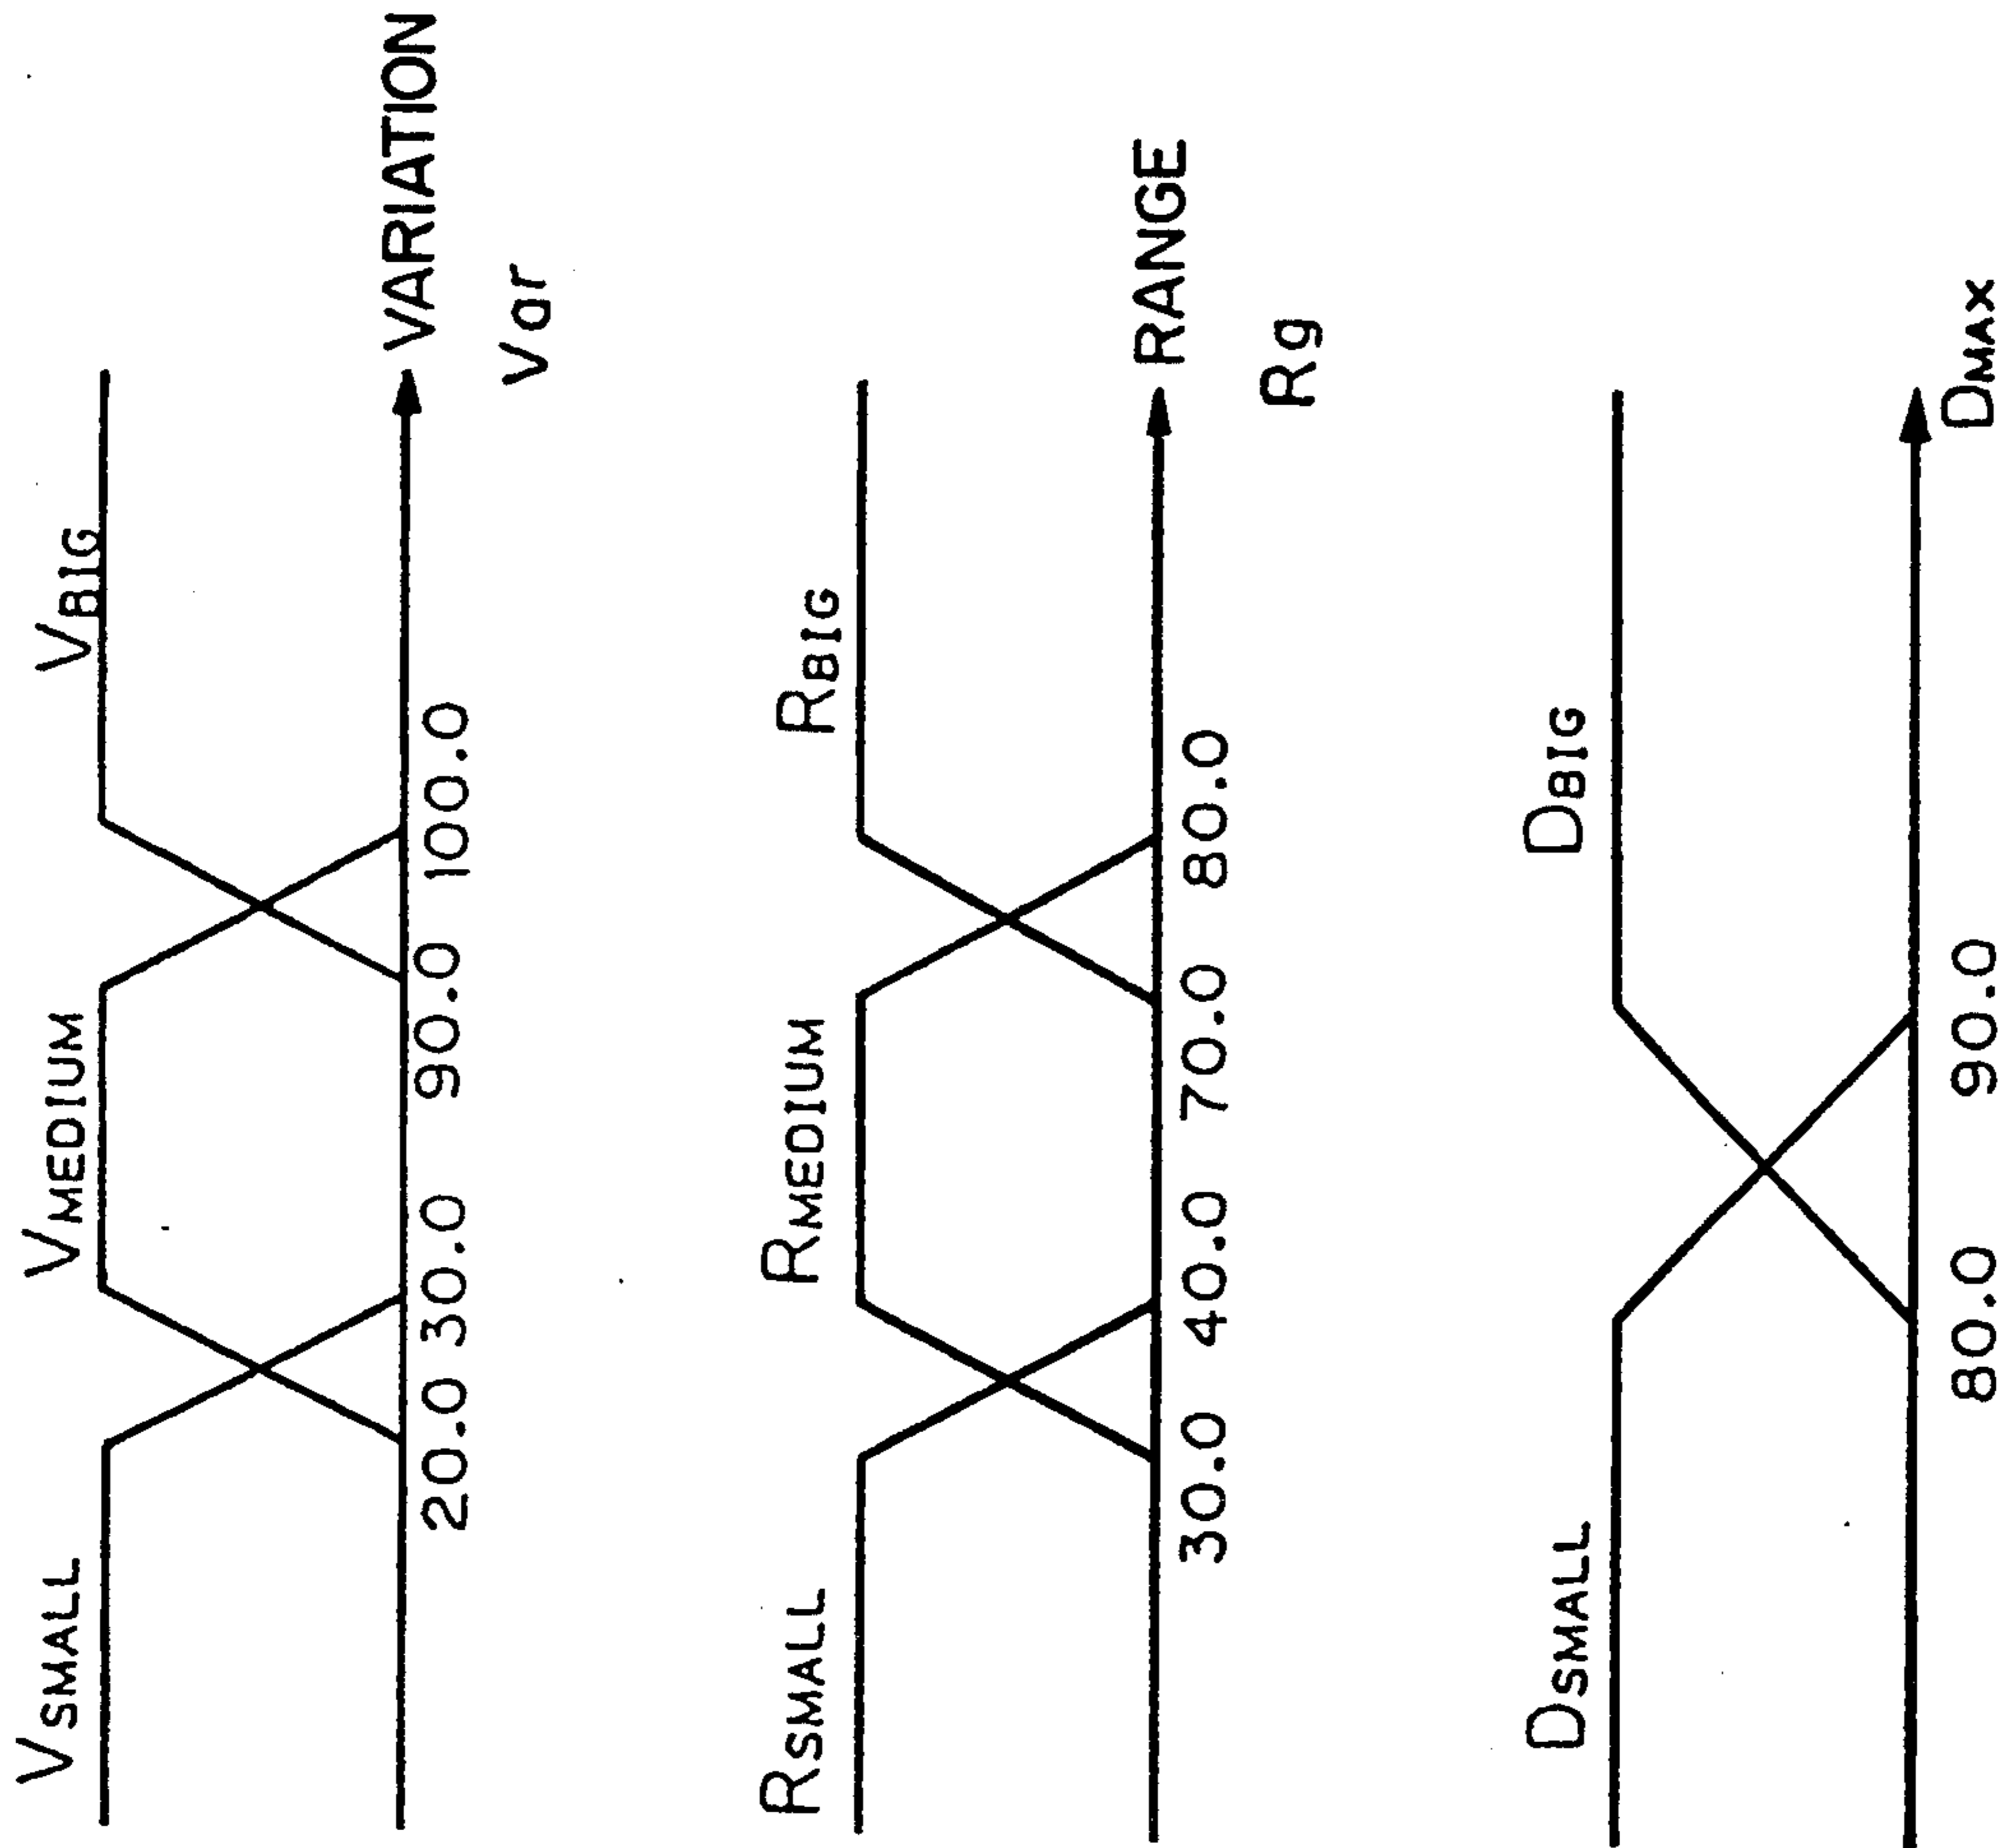 VSMALL VMEDIUM VBIG
20.0 30.0 90.0 100.0 VARIATION
Var
RSMALL RMEDIUM RBIG
30.0 40.0 70.0 80.0 RANGE
Rg
DSMALL DBIG
80.0 90.0 DMAX